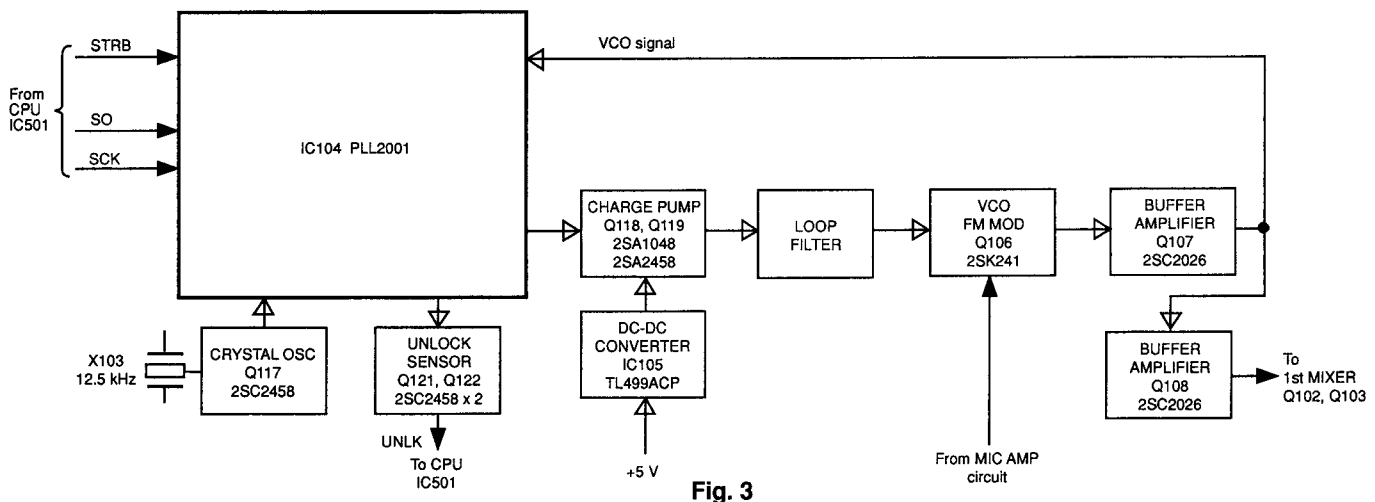 STRB
VCO signal
From
CPU
IC501
SO
SCK
IC104 PLL2001
CHARGE PUMP
Q118, Q119
2SA1048
2SA2458
LOOP
FILTER
VCO
FM MOD
Q106
2SK241
BUFFER
AMPLIFIER
Q107
2SC2026
X103
12.5 kHz
CRYSTAL OSC
Q117
2SC2458
UNLOCK
SENSOR
Q121, Q122
2SC2458 x 2
DC-DC
CONVERTER
IC105
TL499ACP
BUFFER
AMPLIFIER
Q108
2SC2026
To
1st MIXER
Q102, Q103
UNLK
To CPU
IC501
+5 V
From MIC AMP
circuit
Fig. 3